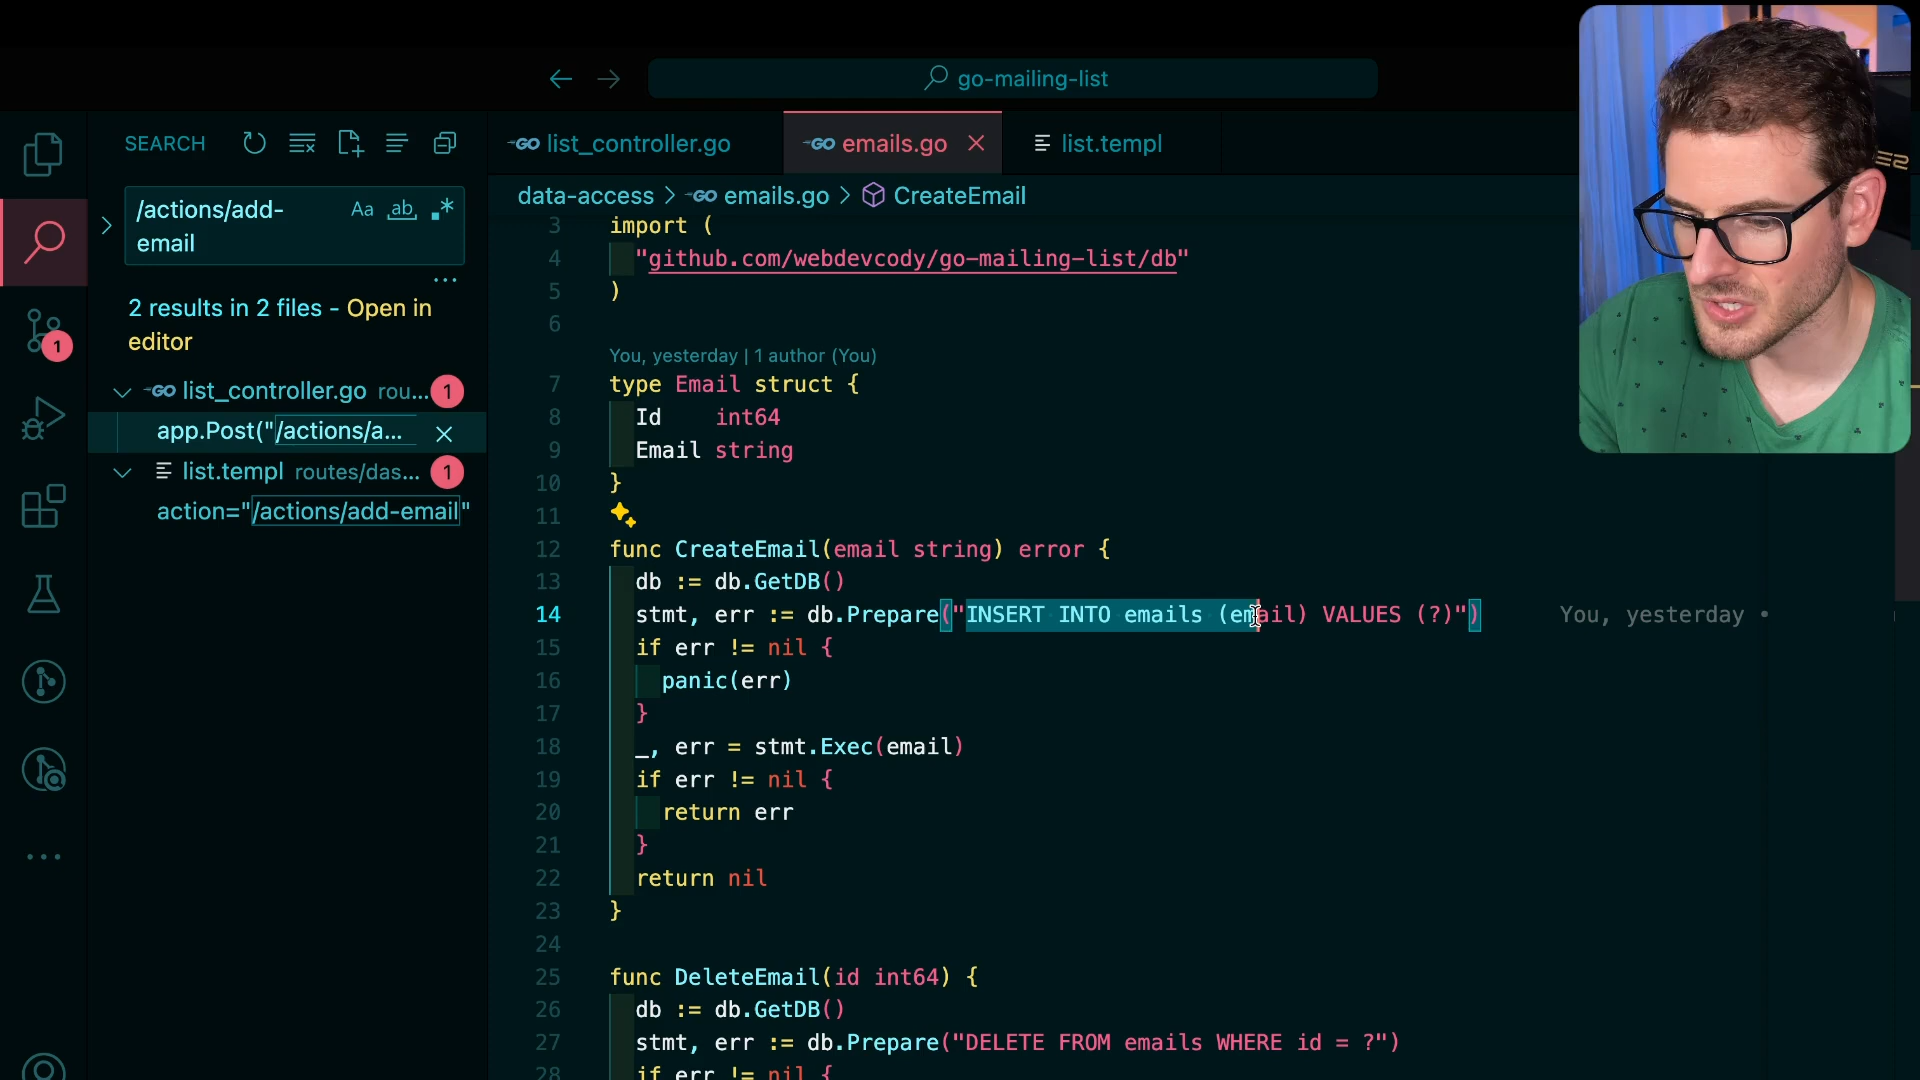 go-mailing-list
SEARCH
/actions/add-
email
Aa
ab
2 results in 2 files - Open in
editor
GO list_controller.go rou... 1
app.Post("/actions/a...
list.templ routes/das... 1
action="/actions/add-email"
1
GO list_controller.go
GO emails.go
list.templ
data-access > GO emails.go > CreateEmail
3 import (
4 "github.com/webdevcody/go-mailing-list/db"
5 )
6
You, yesterday | 1 author (You)
7 type Email struct {
8 Id int64
9 Email string
10 }
11
12 func CreateEmail(email string) error {
13 db := db.GetDB()
14 stmt, err := db.Prepare("INSERT INTO emails (email) VALUES (?)") You, yesterday •
15 if err != nil {
16 panic(err)
17 }
18 _, err = stmt.Exec(email)
19 if err != nil {
20 return err
21 }
22 return nil
23 }
24
25 func DeleteEmail(id int64) {
26 db := db.GetDB()
27 stmt, err := db.Prepare("DELETE FROM emails WHERE id = ?")
28 if err != nil {